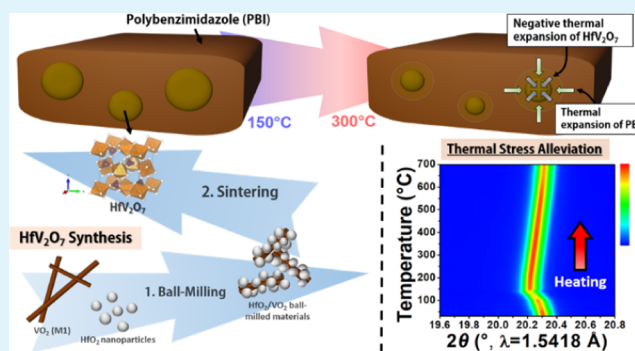 Polybenzimidazole (PBI)
Negative thermal
expansion of HfV₂O₇
Thermal
expansion of PB
150°C
300°C
HfV₂O₇
2. Sintering
HfV₂O₇ Synthesis
1. Ball-Milling
VO₂ (M1)
HfO₂ nanoparticles
HfO₂/VO₂ ball-
milled materials
Thermal Stress Alleviation
Temperature (°C)
700
600
500
400
300
200
100
Heating
19.6 19.8 20.0 20.2 20.4 20.6 20.8
2θ (°, λ=1.5418 Å)